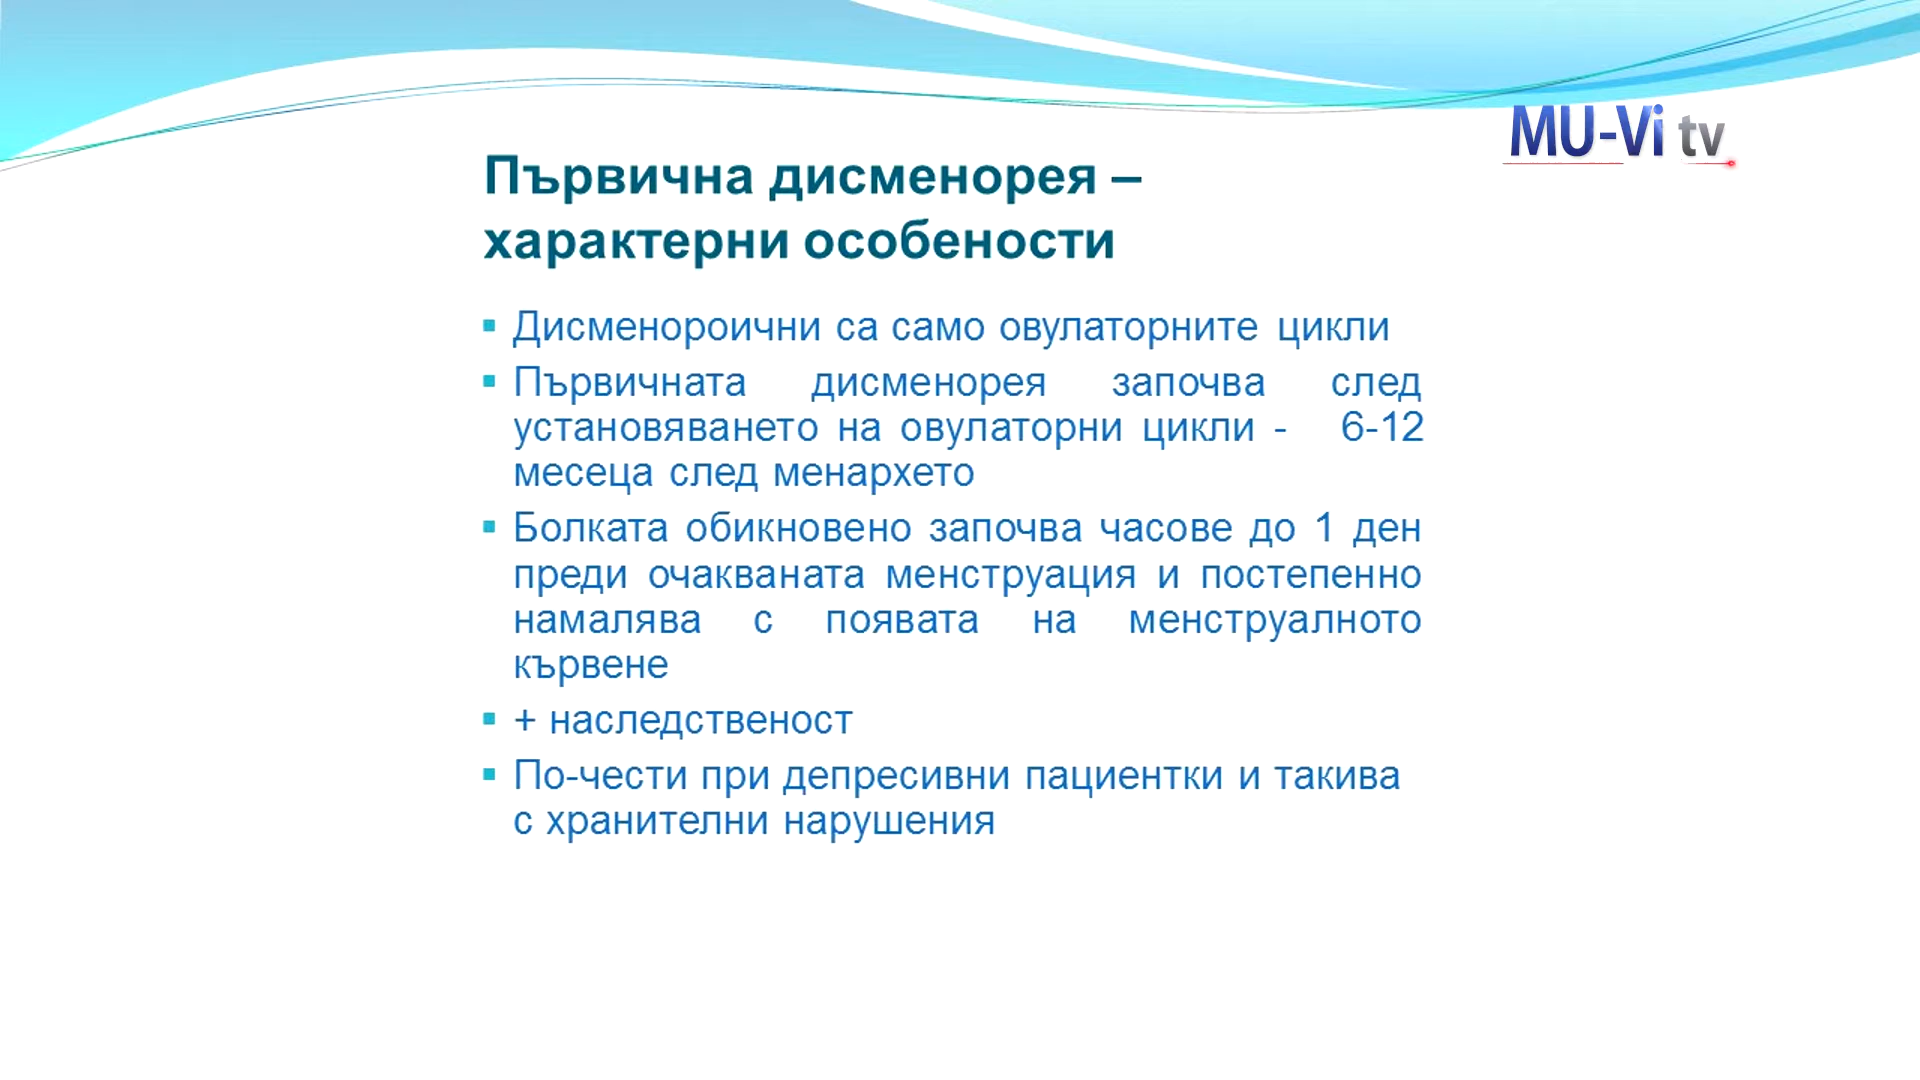 MU-Vi tv
Първична дисменорея –
характерни особености
Дисменороични са само овулаторните цикли
Първичната дисменорея започва след
установяването на овулаторни цикли - 6-12
месеца след менархето
Болката обикновено започва часове до 1 ден
преди очакваната менструация и постепенно
намалява с появата на менструалното
кървене
+ наследственост
По-чести при депресивни пациентки и такива
с хранителни нарушения